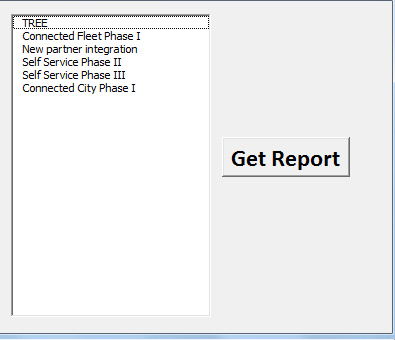 TREE
Connected Fleet Phase I
New partner integration
Self Service Phase II
Self Service Phase III
Connected City Phase I
Get Report